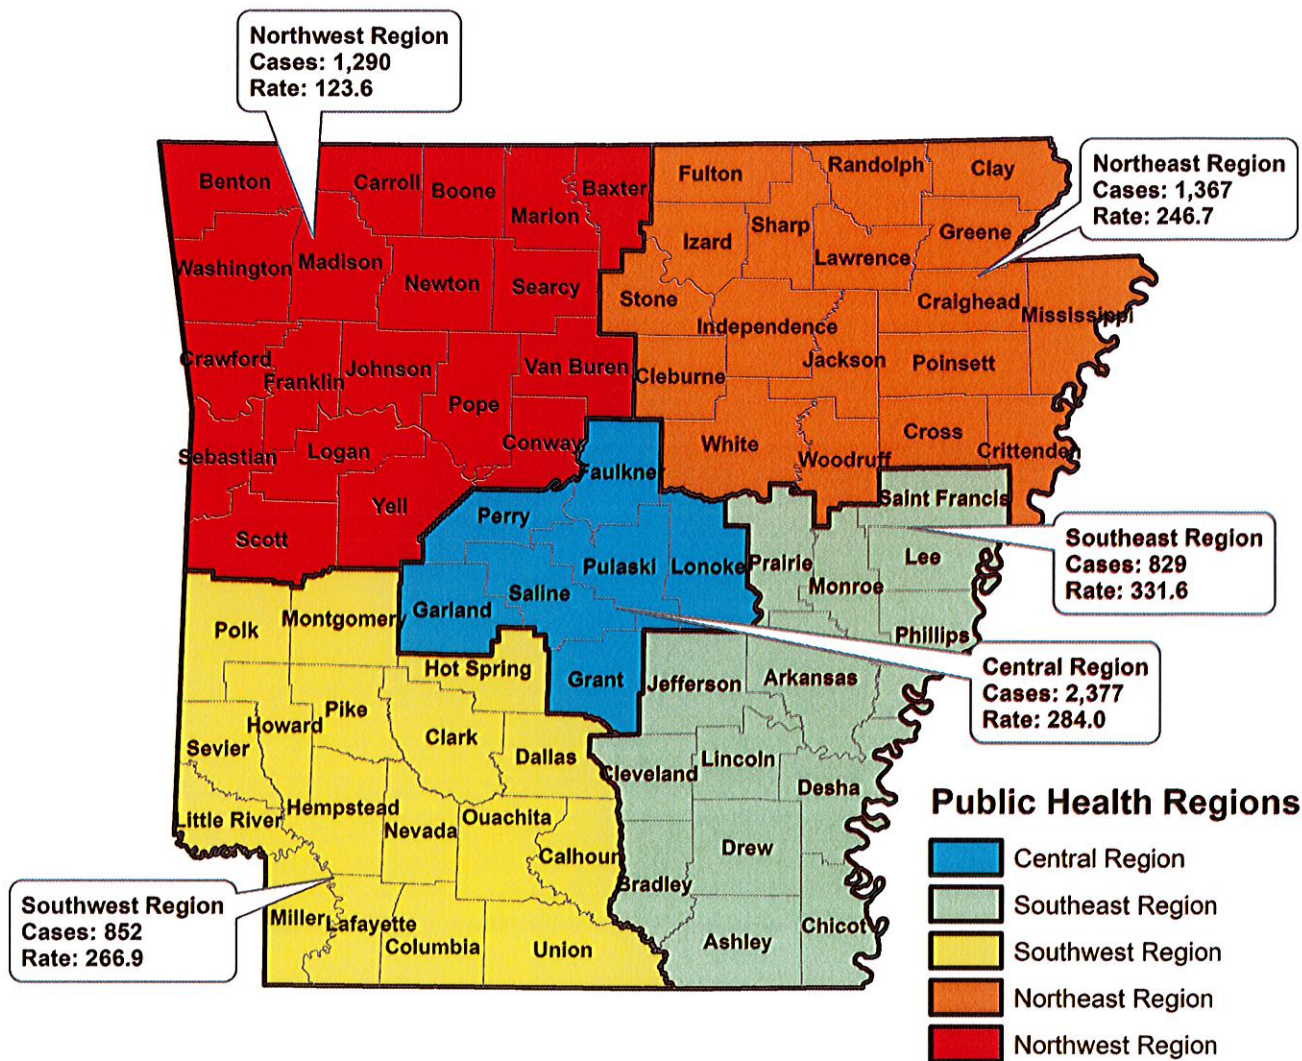 Northwest Region
Cases: 1,290
Rate: 123.6
Northeast Region
Cases: 1,367
Rate: 246.7
Benton
Carroll
Boone
Marion
Baxter
Fulton
Randolph
Clay
Washington
Madison
Newton
Searcy
Izard
Sharp
Lawrence
Greene
Stone
Independence
Craighead
Mississippi
Crawford
Franklin
Johnson
Pope
Van Buren
Cleburne
Jackson
Poinsett
Sebastian
Logan
Conway
White
Woodruff
Cross
Crittenden
Scott
Yell
Perry
Faulkner
Saint Francis
Garland
Saline
Pulaski
Lonoke
Prairie
Monroe
Lee
Phillips
Southeast Region
Cases: 829
Rate: 331.6
Polk
Montgomery
Hot Spring
Grant
Jefferson
Arkansas
Central Region
Cases: 2,377
Rate: 284.0
Sevier
Howard
Pike
Clark
Dallas
Cleveland
Lincoln
Desha
Little River
Hempstead
Nevada
Ouachita
Calhoun
Bradley
Drew
Miller
Lafayette
Columbia
Union
Ashley
Chicot
Southwest Region
Cases: 852
Rate: 266.9
Public Health Regions
Central Region
Southeast Region
Southwest Region
Northeast Region
Northwest Region